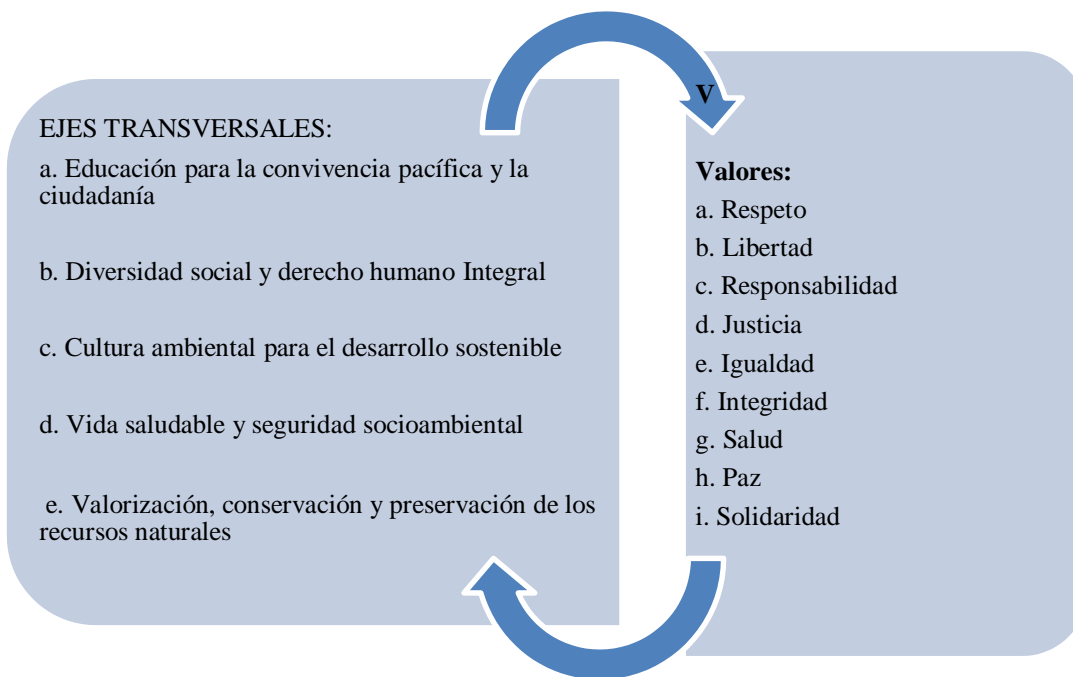 EJES TRANSVERSALES:
a. Educación para la convivencia pacífica y la
ciudadanía
b. Diversidad social y derecho humano Integral
c. Cultura ambiental para el desarrollo sostenible
d. Vida saludable y seguridad socioambiental
e. Valorización, conservación y preservación de los
recursos naturales
V
Valores:
a. Respeto
b. Libertad
c. Responsabilidad
d. Justicia
e. Igualdad
f. Integridad
g. Salud
h. Paz
i. Solidaridad